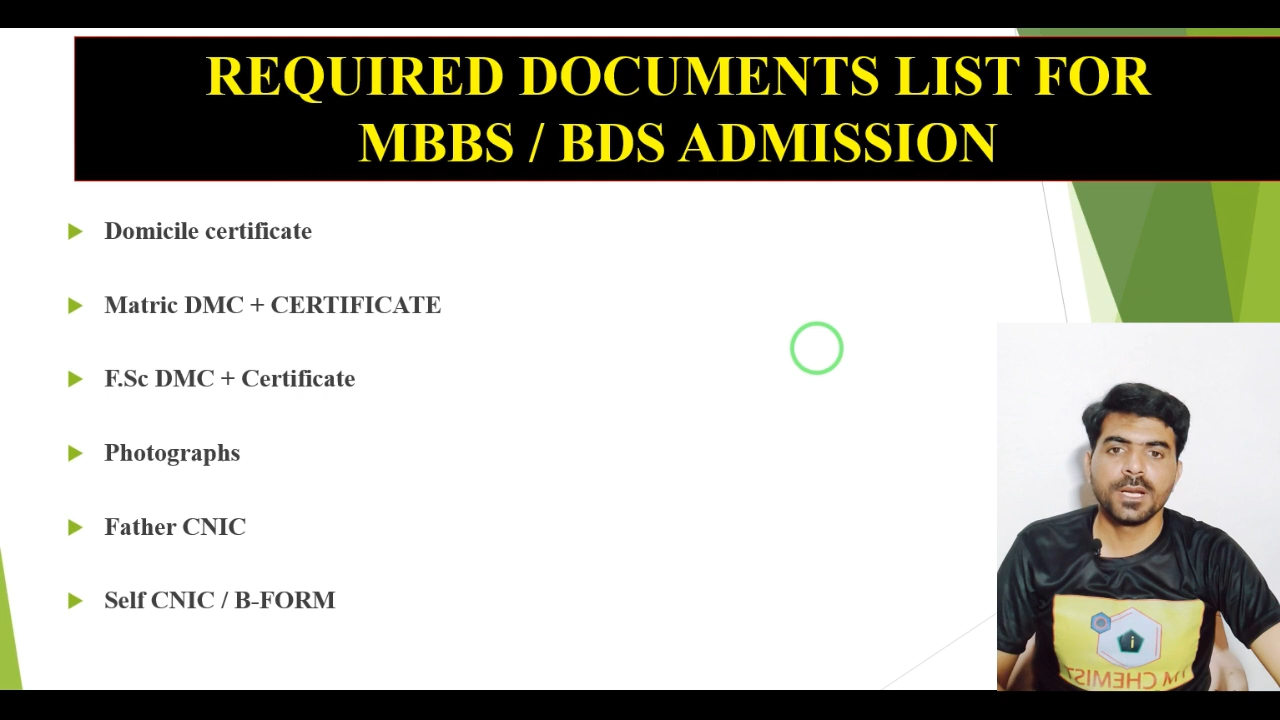 REQUIRED DOCUMENTS LIST FOR
MBBS / BDS ADMISSION
Domicile certificate
Matric DMC + CERTIFICATE
F.Sc DMC + Certificate
Photographs
Father CNIC
Self CNIC / B-FORM